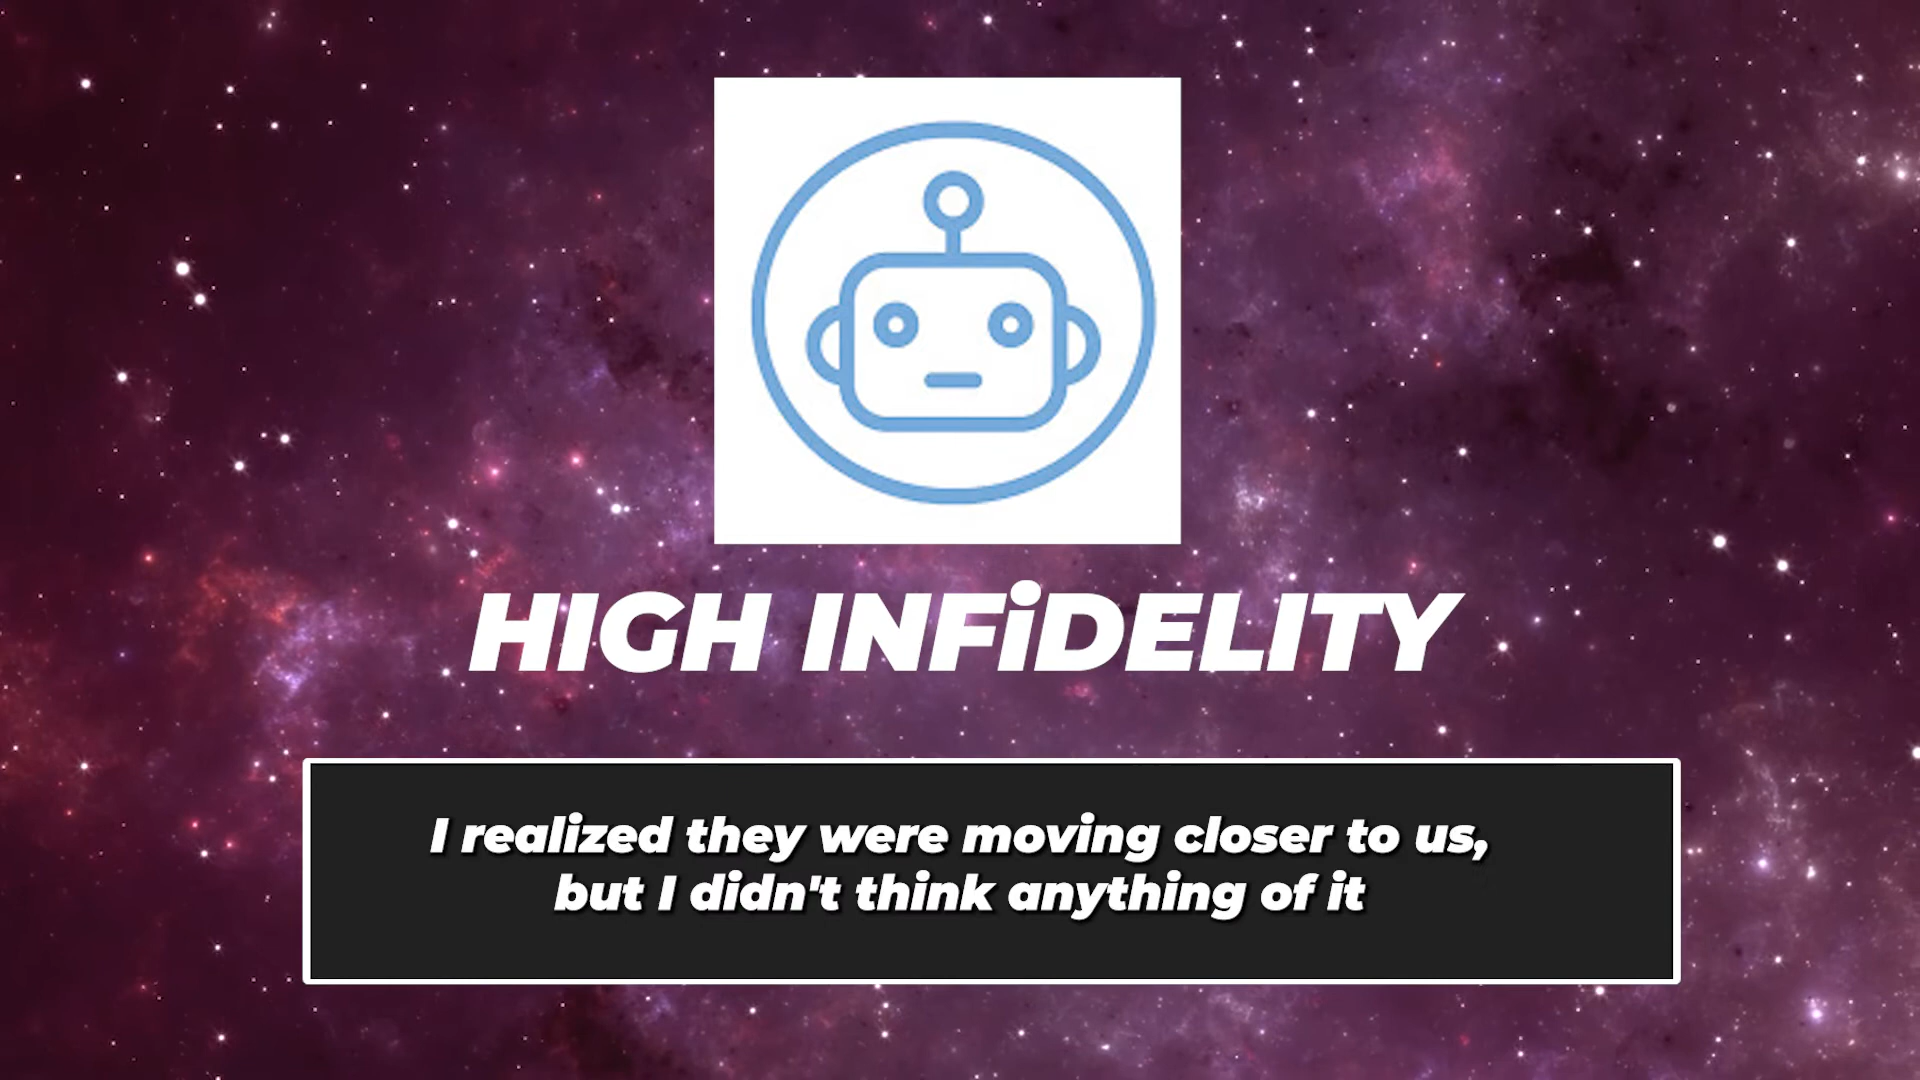 HIGH INFiDELITY
I realized they were moving closer to us,
but I didn't think anything of it